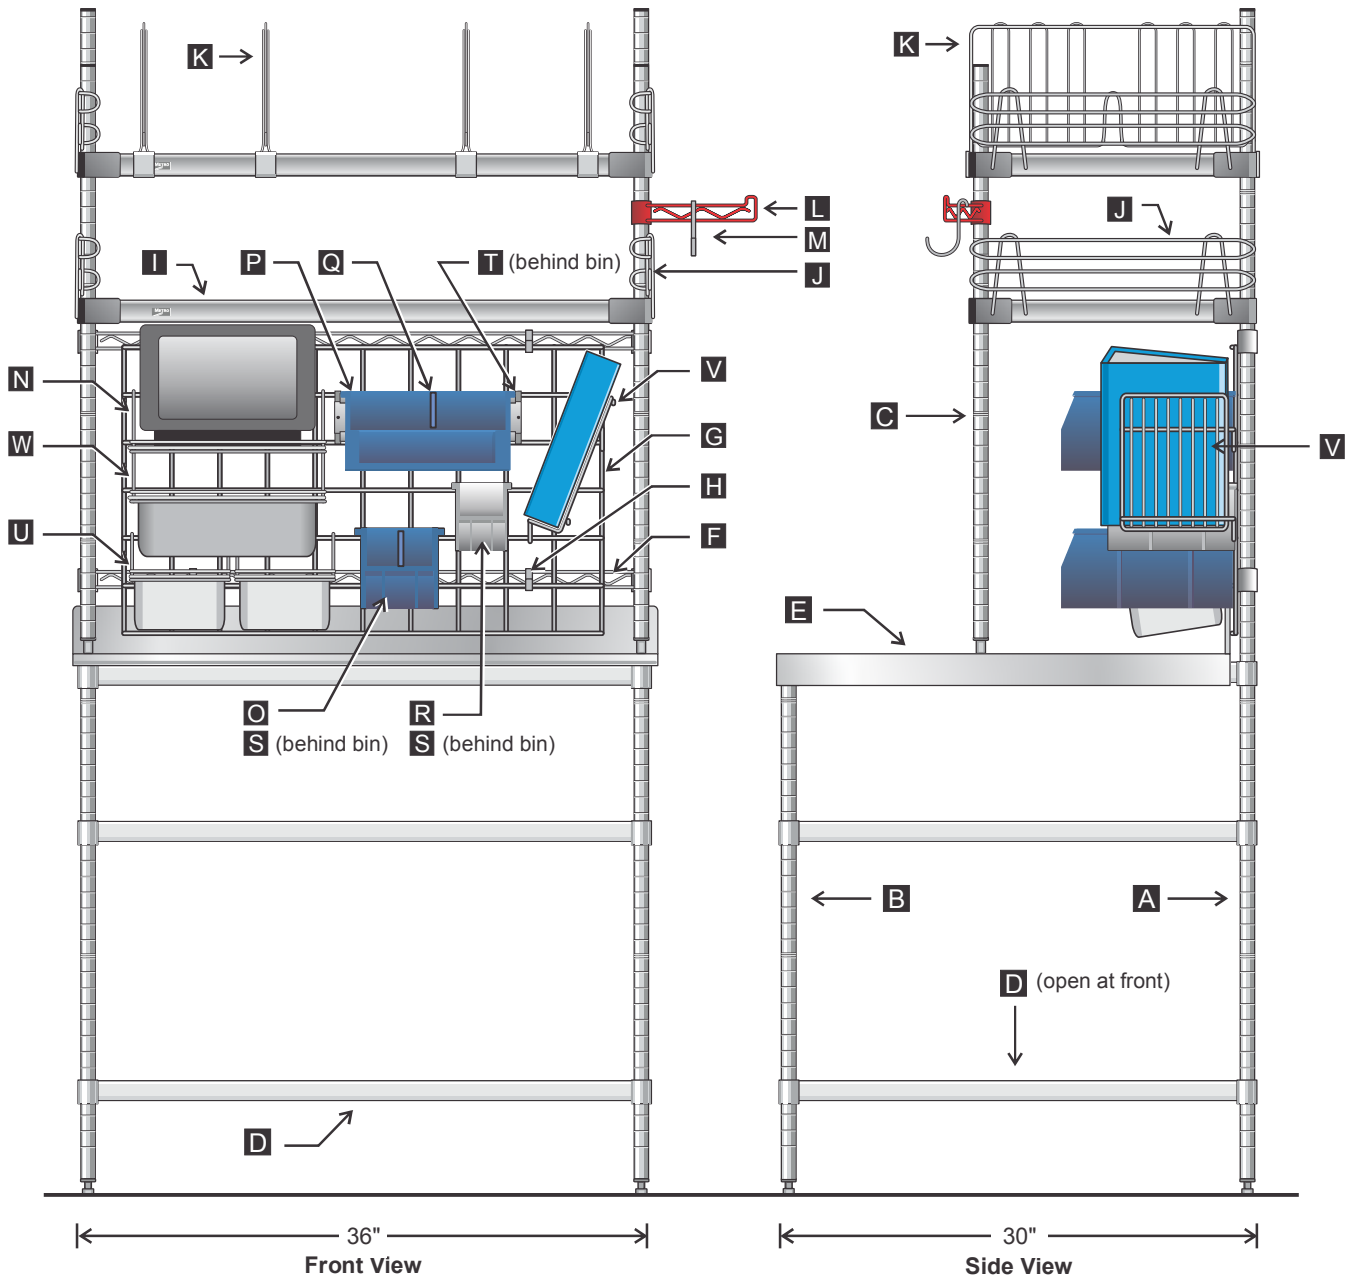 K
K
L
J
M
I
P
Q
T (behind bin)
J
N
V
C
W
G
V
H
U
F
E
O
R
S (behind bin)
S (behind bin)
B
A
D (open at front)
D
36"
30"
Front View
Side View